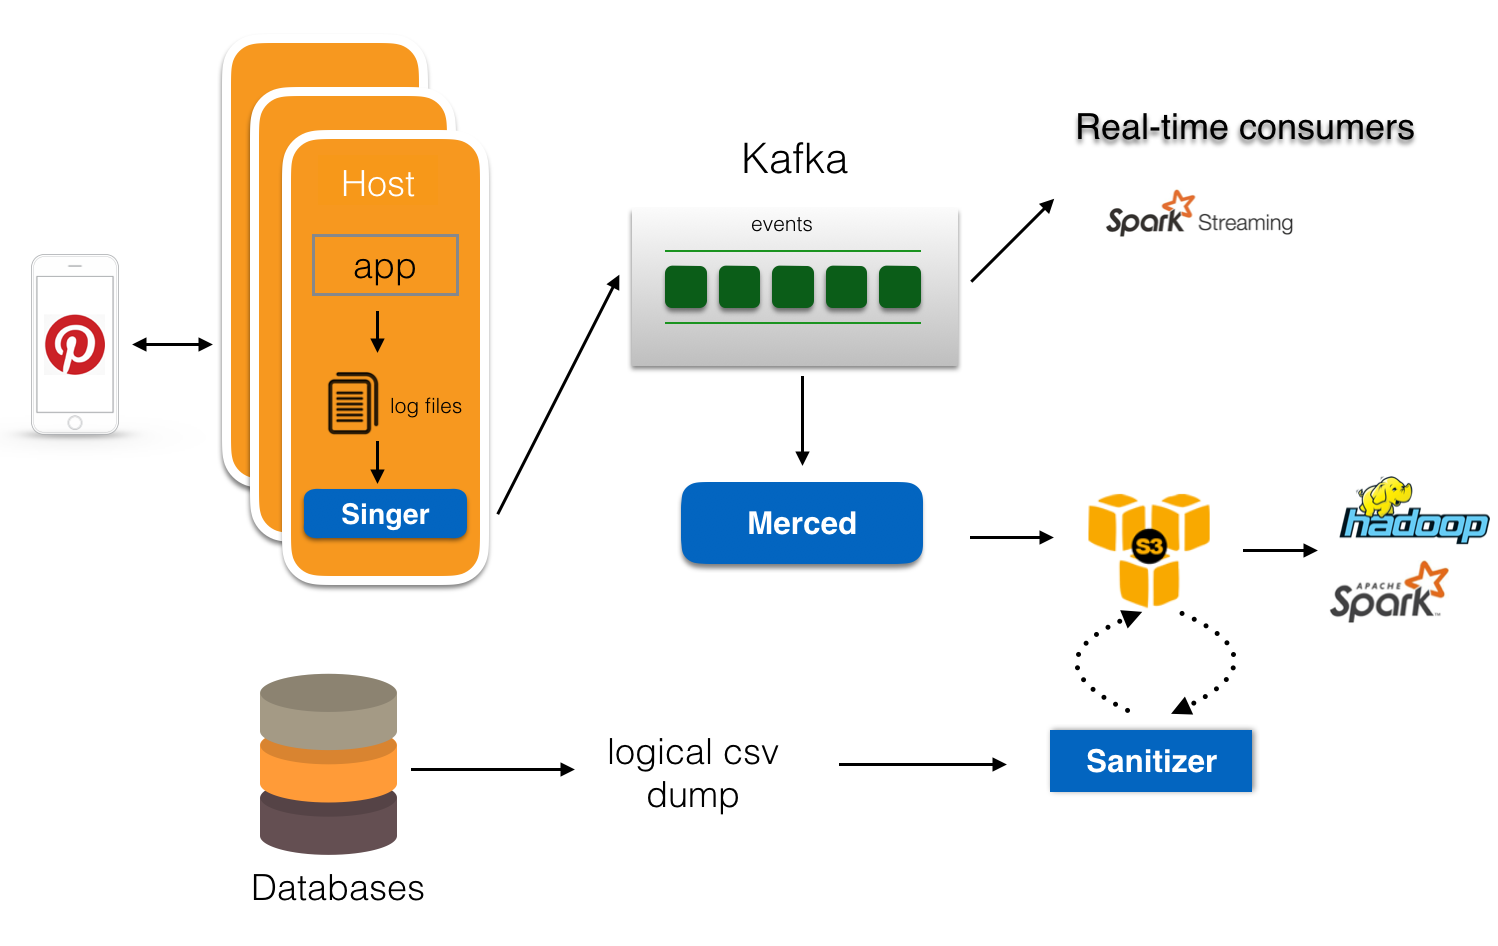 Host
app
log files
Singer
Kafka
events
Real-time consumers
Spark Streaming
Merced
S3
hadoop
APACHE
Spark™
Databases
logical csv
dump
Sanitizer